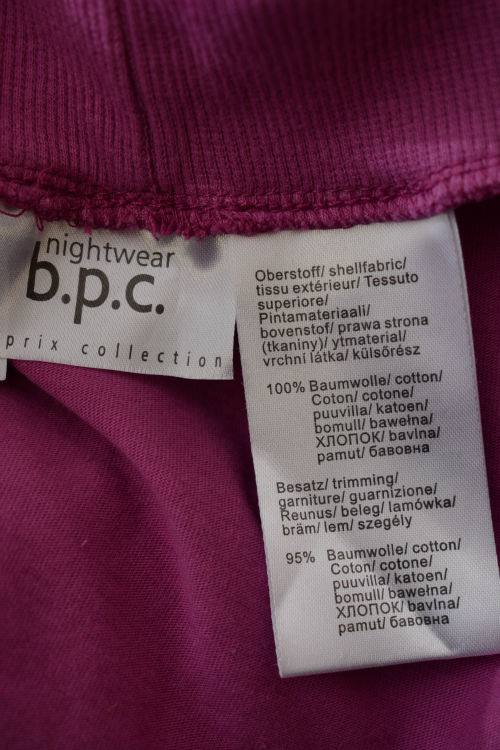 nightwear
b.p.c.
prix collection
Oberstoff/ shellfabric/
tissu extérieur/ Tessuto
superiore/
Pintamateriaali/
bovenstof/ prawa strona
(tkaniny)/ ytmaterial/
vrchní látka/ külsőrész
100% Baumwolle/ cotton/
Coton/ cotone/
puuvilla/ katoen/
bomull/ bawełna/
ХЛОПОК/ bavlna/
pamut/ бавовна
Besatz/ trimming/
garniture/ guarnizione/
Reunus/ beleg/ lamówka/
bräm/ lem/ szegély
95% Baumwolle/ cotton/
Coton/ cotone/
puuvilla/ katoen/
bomull/ bawełna/
ХЛОПОК/ bavlna/
pamut/ бавовна